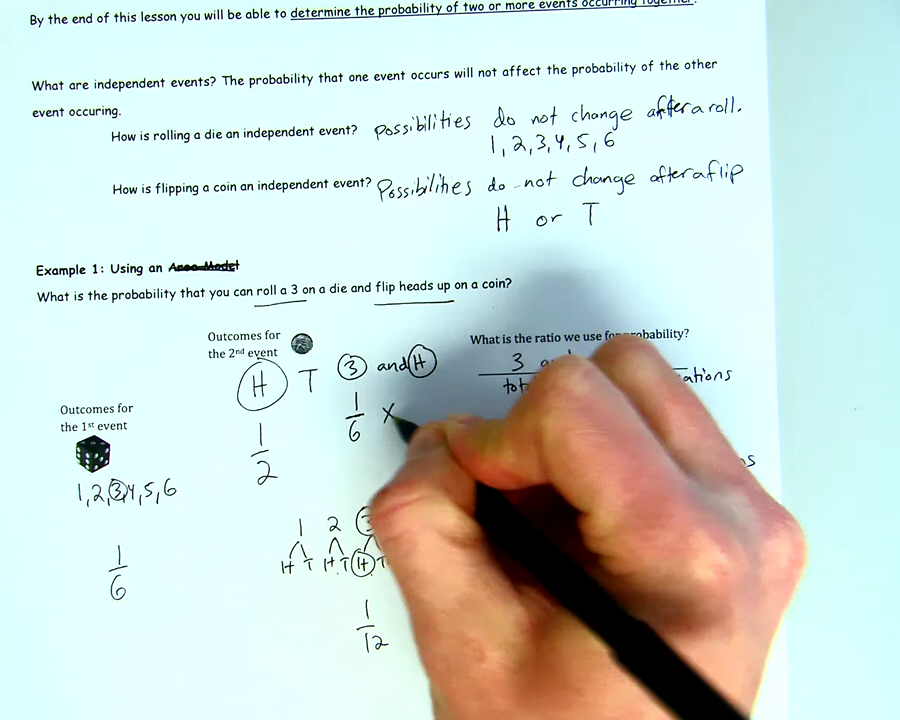 By the end of this lesson you will be able to determine the probability of two or more events occurring together.
What are independent events? The probability that one event occurs will not affect the probability of the other
event occuring.
How is rolling a die an independent event? possibilities do not change after a roll.
1, 2, 3, 4, 5, 6
How is flipping a coin an independent event? Possibilities do not change after a flip
H or T
Example 1: Using an Area Model
What is the probability that you can roll a 3 on a die and flip heads up on a coin?
Outcomes for
the 2nd event
H T
1
2
3 and H
1
6 ×
What is the ratio we use for probability?
3
tot ations
s
Outcomes for
the 1st event
1, 2, 3, 4, 5, 6
1
6
1 2 3
H T H T H T
1
12